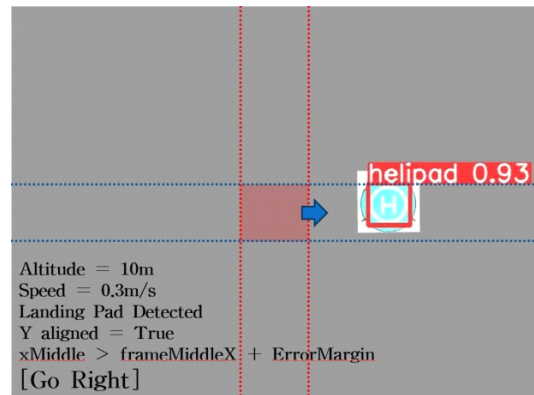 helipad 0.93
H
Altitude = 10m
Speed = 0.3m/s
Landing Pad Detected
Y aligned = True
xMiddle > frameMiddleX + ErrorMargin
[Go Right]